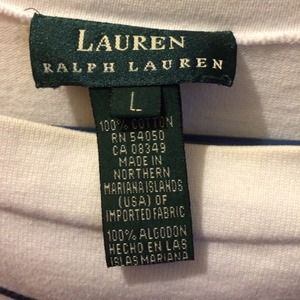 LAUREN
RALPH LAUREN
L
100% COTTON
RN 54050
CA 08349
MADE IN
NORTHERN
MARIANA ISLANDS
(USA) OF
IMPORTED FABRIC
100% ALGODON
HECHO EN LAS
ISLAS MARIANA